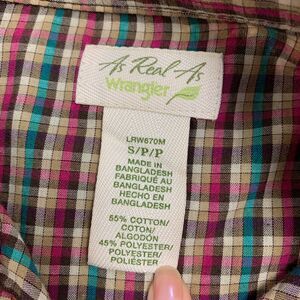 As Real As
Wrangler
LRW670M
S/P/P
MADE IN
BANGLADESH
FABRIQUÉ AU
BANGLADESH
HECHO EN
BANGLADESH
55% COTTON/
COTON/
ALGODÓN
45% POLYESTER/
POLYESTER/
POLIÉSTER